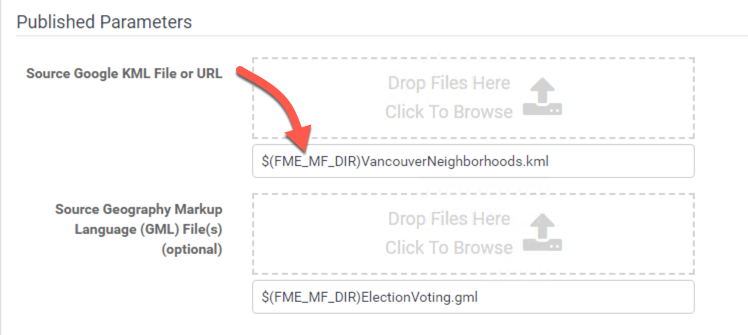 Published Parameters
Source Google KML File or URL
Drop Files Here
Click To Browse
$(FME_MF_DIR)VancouverNeighborhoods.kml
Source Geography Markup
Language (GML) File(s)
(optional)
Drop Files Here
Click To Browse
$(FME_MF_DIR)ElectionVoting.gml